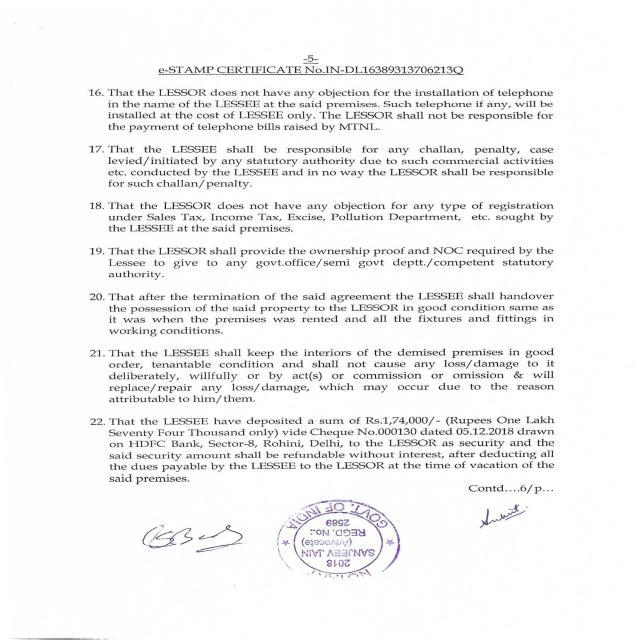 -5-
e-STAMP CERTIFICATE No.IN-DL16389313706213Q
16. That the LESSOR does not have any objection for the installation of telephone
in the name of the LESSEE at the said premises. Such telephone if any, will be
installed at the cost of LESSEE only. The LESSOR shall not be responsible for
the payment of telephone bills raised by MTNL.
17. That the LESSEE shall be responsible for any challan, penalty, case
levied/initiated by any statutory authority due to such commercial activities
etc. conducted by the LESSEE and in no way the LESSOR shall be responsible
for such challan/penalty.
18. That the LESSOR does not have any objection for any type of registration
under Sales Tax, Income Tax, Excise, Pollution Department, etc. sought by
the LESSEE at the said premises.
19. That the LESSOR shall provide the ownership proof and NOC required by the
Lessee to give to any govt.office/semi govt deptt./competent statutory
authority.
20. That after the termination of the said agreement the LESSEE shall handover
the possession of the said property to the LESSOR in good condition same as
it was when the premises was rented and all the fixtures and fittings in
working conditions.
21. That the LESSEE shall keep the interiors of the demised premises in good
order, tenantable condition and shall not cause any loss/damage to it
deliberately, willfully or by act(s) or commission or omission & will
replace/repair any loss/damage, which may occur due to the reason
attributable to him/them.
22. That the LESSEE have deposited a sum of Rs.1,74,000/- (Rupees One Lakh
Seventy Four Thousand only) vide Cheque No.000130 dated 05.12.2018 drawn
on HDFC Bank, Sector-8, Rohini, Delhi, to the LESSOR as security and the
said security amount shall be refundable without interest, after deducting all
the dues payable by the LESSEE to the LESSOR at the time of vacation of the
said premises.
Contd....6/p...
2018
SANJEEV JAIN
(Advocate)
REGD. No.:
2589
GOVT. OF INDIA